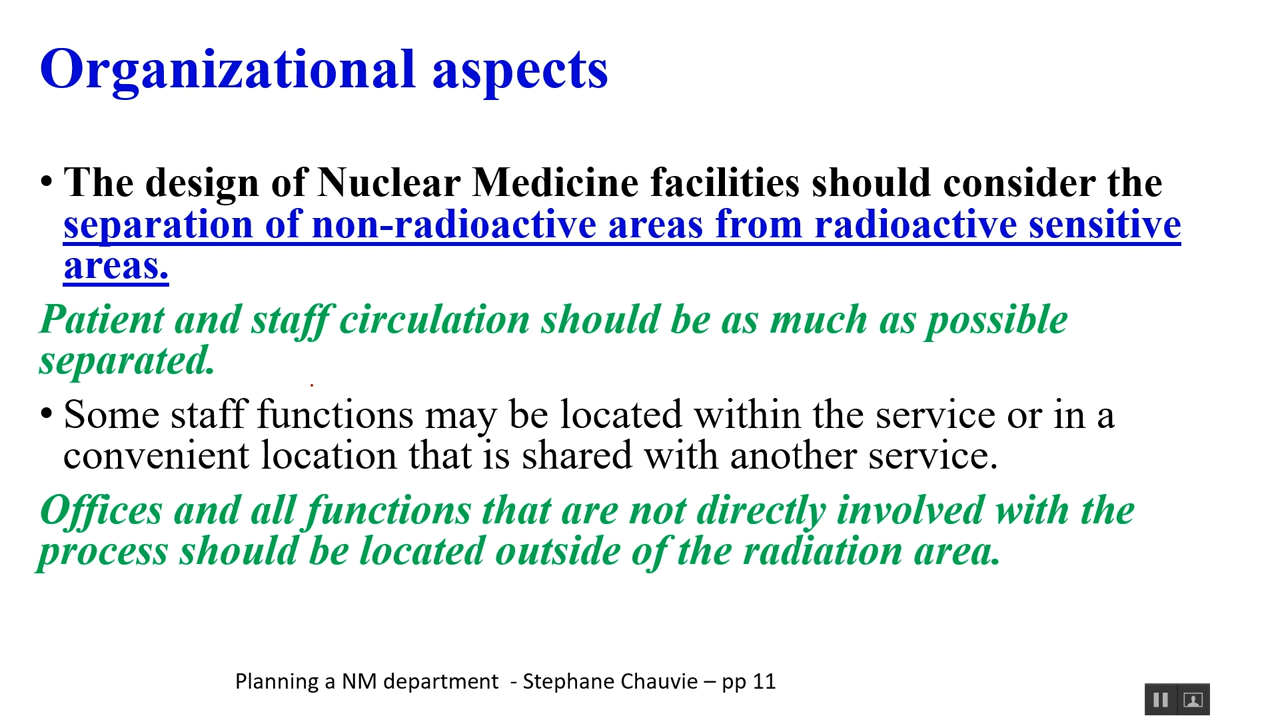 Organizational aspects
• The design of Nuclear Medicine facilities should consider the
separation of non-radioactive areas from radioactive sensitive
areas.
Patient and staff circulation should be as much as possible
separated.
• Some staff functions may be located within the service or in a
convenient location that is shared with another service.
Offices and all functions that are not directly involved with the
process should be located outside of the radiation area.
Planning a NM department - Stephane Chauvie – pp 11